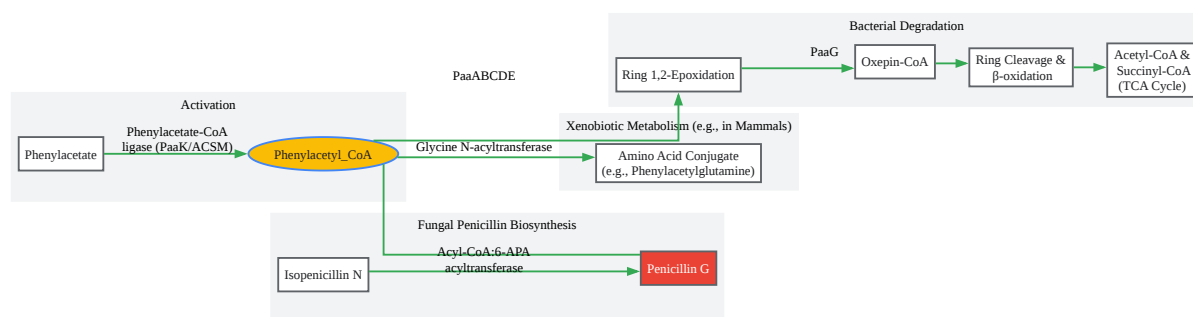 Bacterial Degradation
PaaG
Ring 1,2-Epoxidation
Oxepin-CoA
Ring Cleavage &
β-oxidation
Acetyl-CoA &
Succinyl-CoA
(TCA Cycle)
PaaABCDE
Activation
Phenylacetate
Phenylacetate-CoA
ligase (PaaK/ACSM)
Phenylacetyl_CoA
Xenobiotic Metabolism (e.g., in Mammals)
Glycine N-acyltransferase
Amino Acid Conjugate
(e.g., Phenylacetylglutamine)
Fungal Penicillin Biosynthesis
Isopenicillin N
Acyl-CoA:6-APA
acyltransferase
Penicillin G